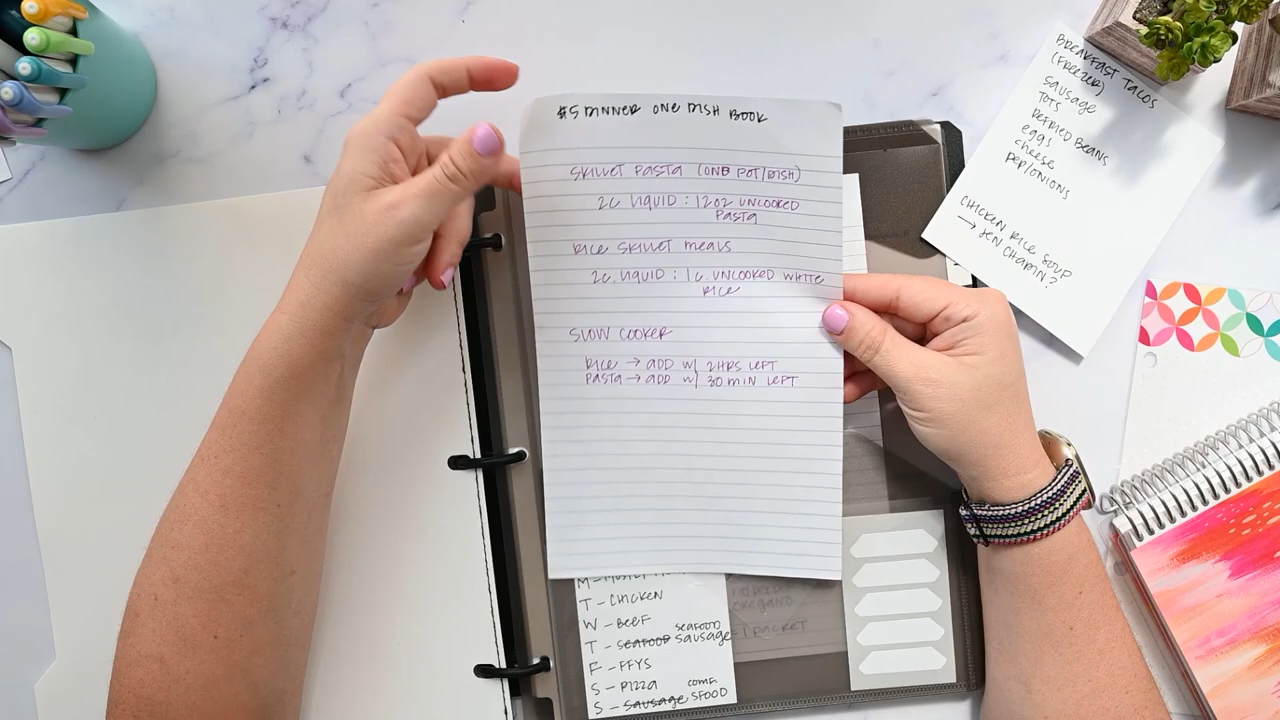 $5 DINNER ONE DISH BOOK
SKILLET PASTA (ONE POT/DISH)
2C LIQUID : 12OZ UNCOOKED
PASTA
RICE SKILLET MEALS
2C LIQUID : 1C. UNCOOKED WHITE
RICE
SLOW COOKER
RICE → ADD W/ 2HRS LEFT
PASTA → ADD W/ 30 MIN LEFT
BREAKFAST TACOS
(FREEZER)
SAUSAGE
TOTS
REFRIED BEANS
EGGS
CHEESE
PEP/ONIONS
CHICKEN RICE SOUP
→ JEN CHAPIN?
T - CHICKEN
W - BEEF
T - SEAFOOD SAUSAGE SEAFOOD
F - FFYS
S - PIZZA
S - SAUSAGE SFOOD
OREGANO
1 PACKET